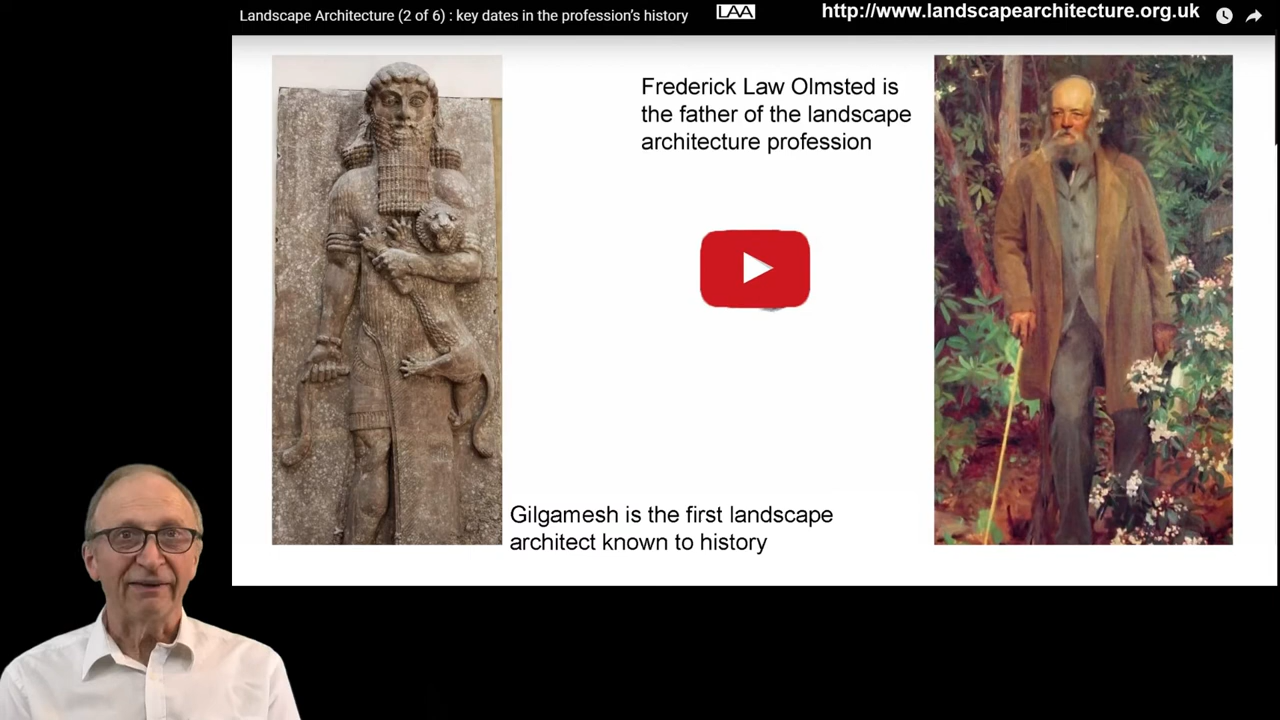 Landscape Architecture (2 of 6) : key dates in the profession’s history
LAA
http://www.landscapearchitecture.org.uk
Frederick Law Olmsted is
the father of the landscape
architecture profession
Gilgamesh is the first landscape
architect known to history